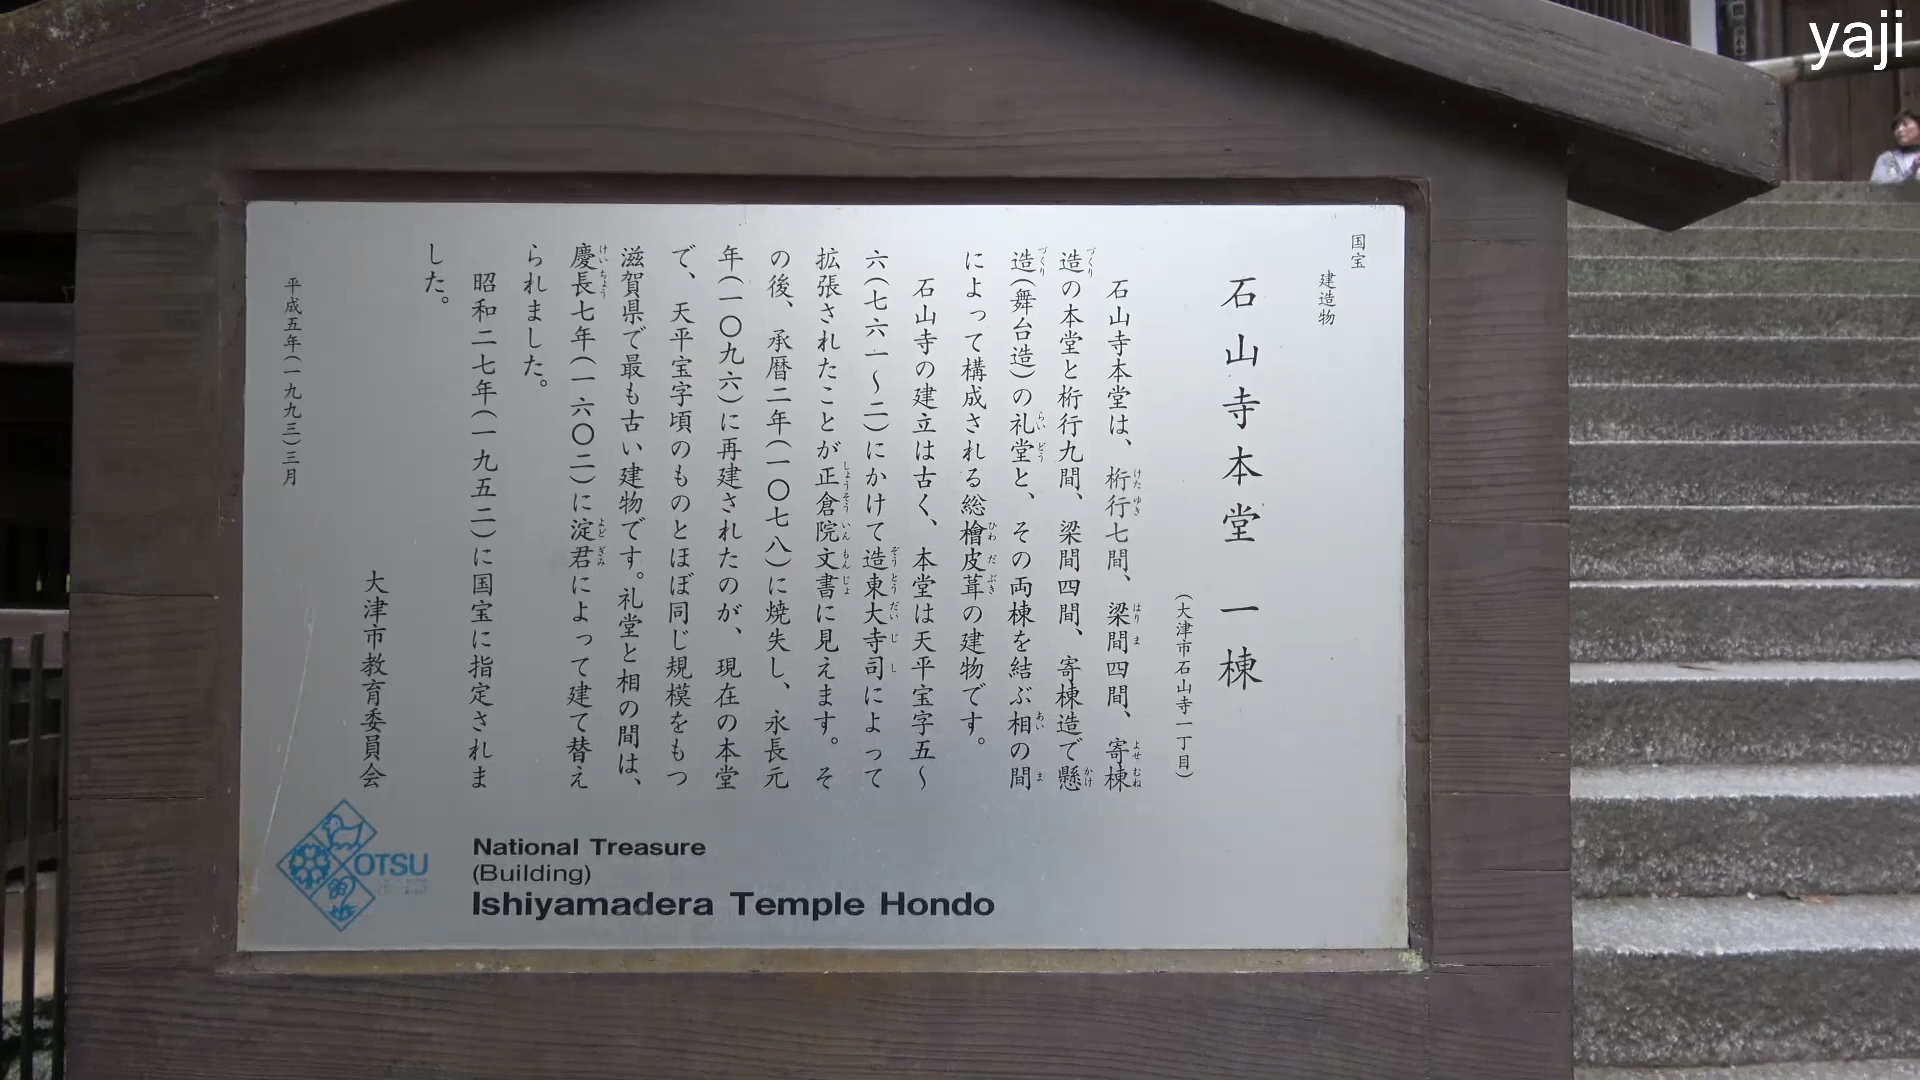 国宝
建造物
石山寺本堂 一棟
(大津市石山寺一丁目)
石山寺本堂は、桁行七間、梁間四間、寄棟
造の本堂と桁行九間、梁間四間、寄棟造で懸
造(舞台造)の礼堂と、その両棟を結ぶ相の間
によって構成される総檜皮葺の建物です。
石山寺の建立は古く、本堂は天平宝字五〜
六(七六一〜二)にかけて造東大寺司によって
拡張されたことが正倉院文書に見えます。そ
の後、承暦二年(一〇七八)に焼失し、永長元
年(一〇九六)に再建されたのが、現在の本堂
で、天平宝字頃のものとほぼ同じ規模をもつ
滋賀県で最も古い建物です。礼堂と相の間は、
慶長七年(一六〇二)に淀君によって建て替え
られました。
昭和二七年(一九五二)に国宝に指定されま
した。
大津市教育委員会
平成五年(一九九三)三月
OTSU
National Treasure
(Building)
Ishiyamadera Temple Hondo
yaji